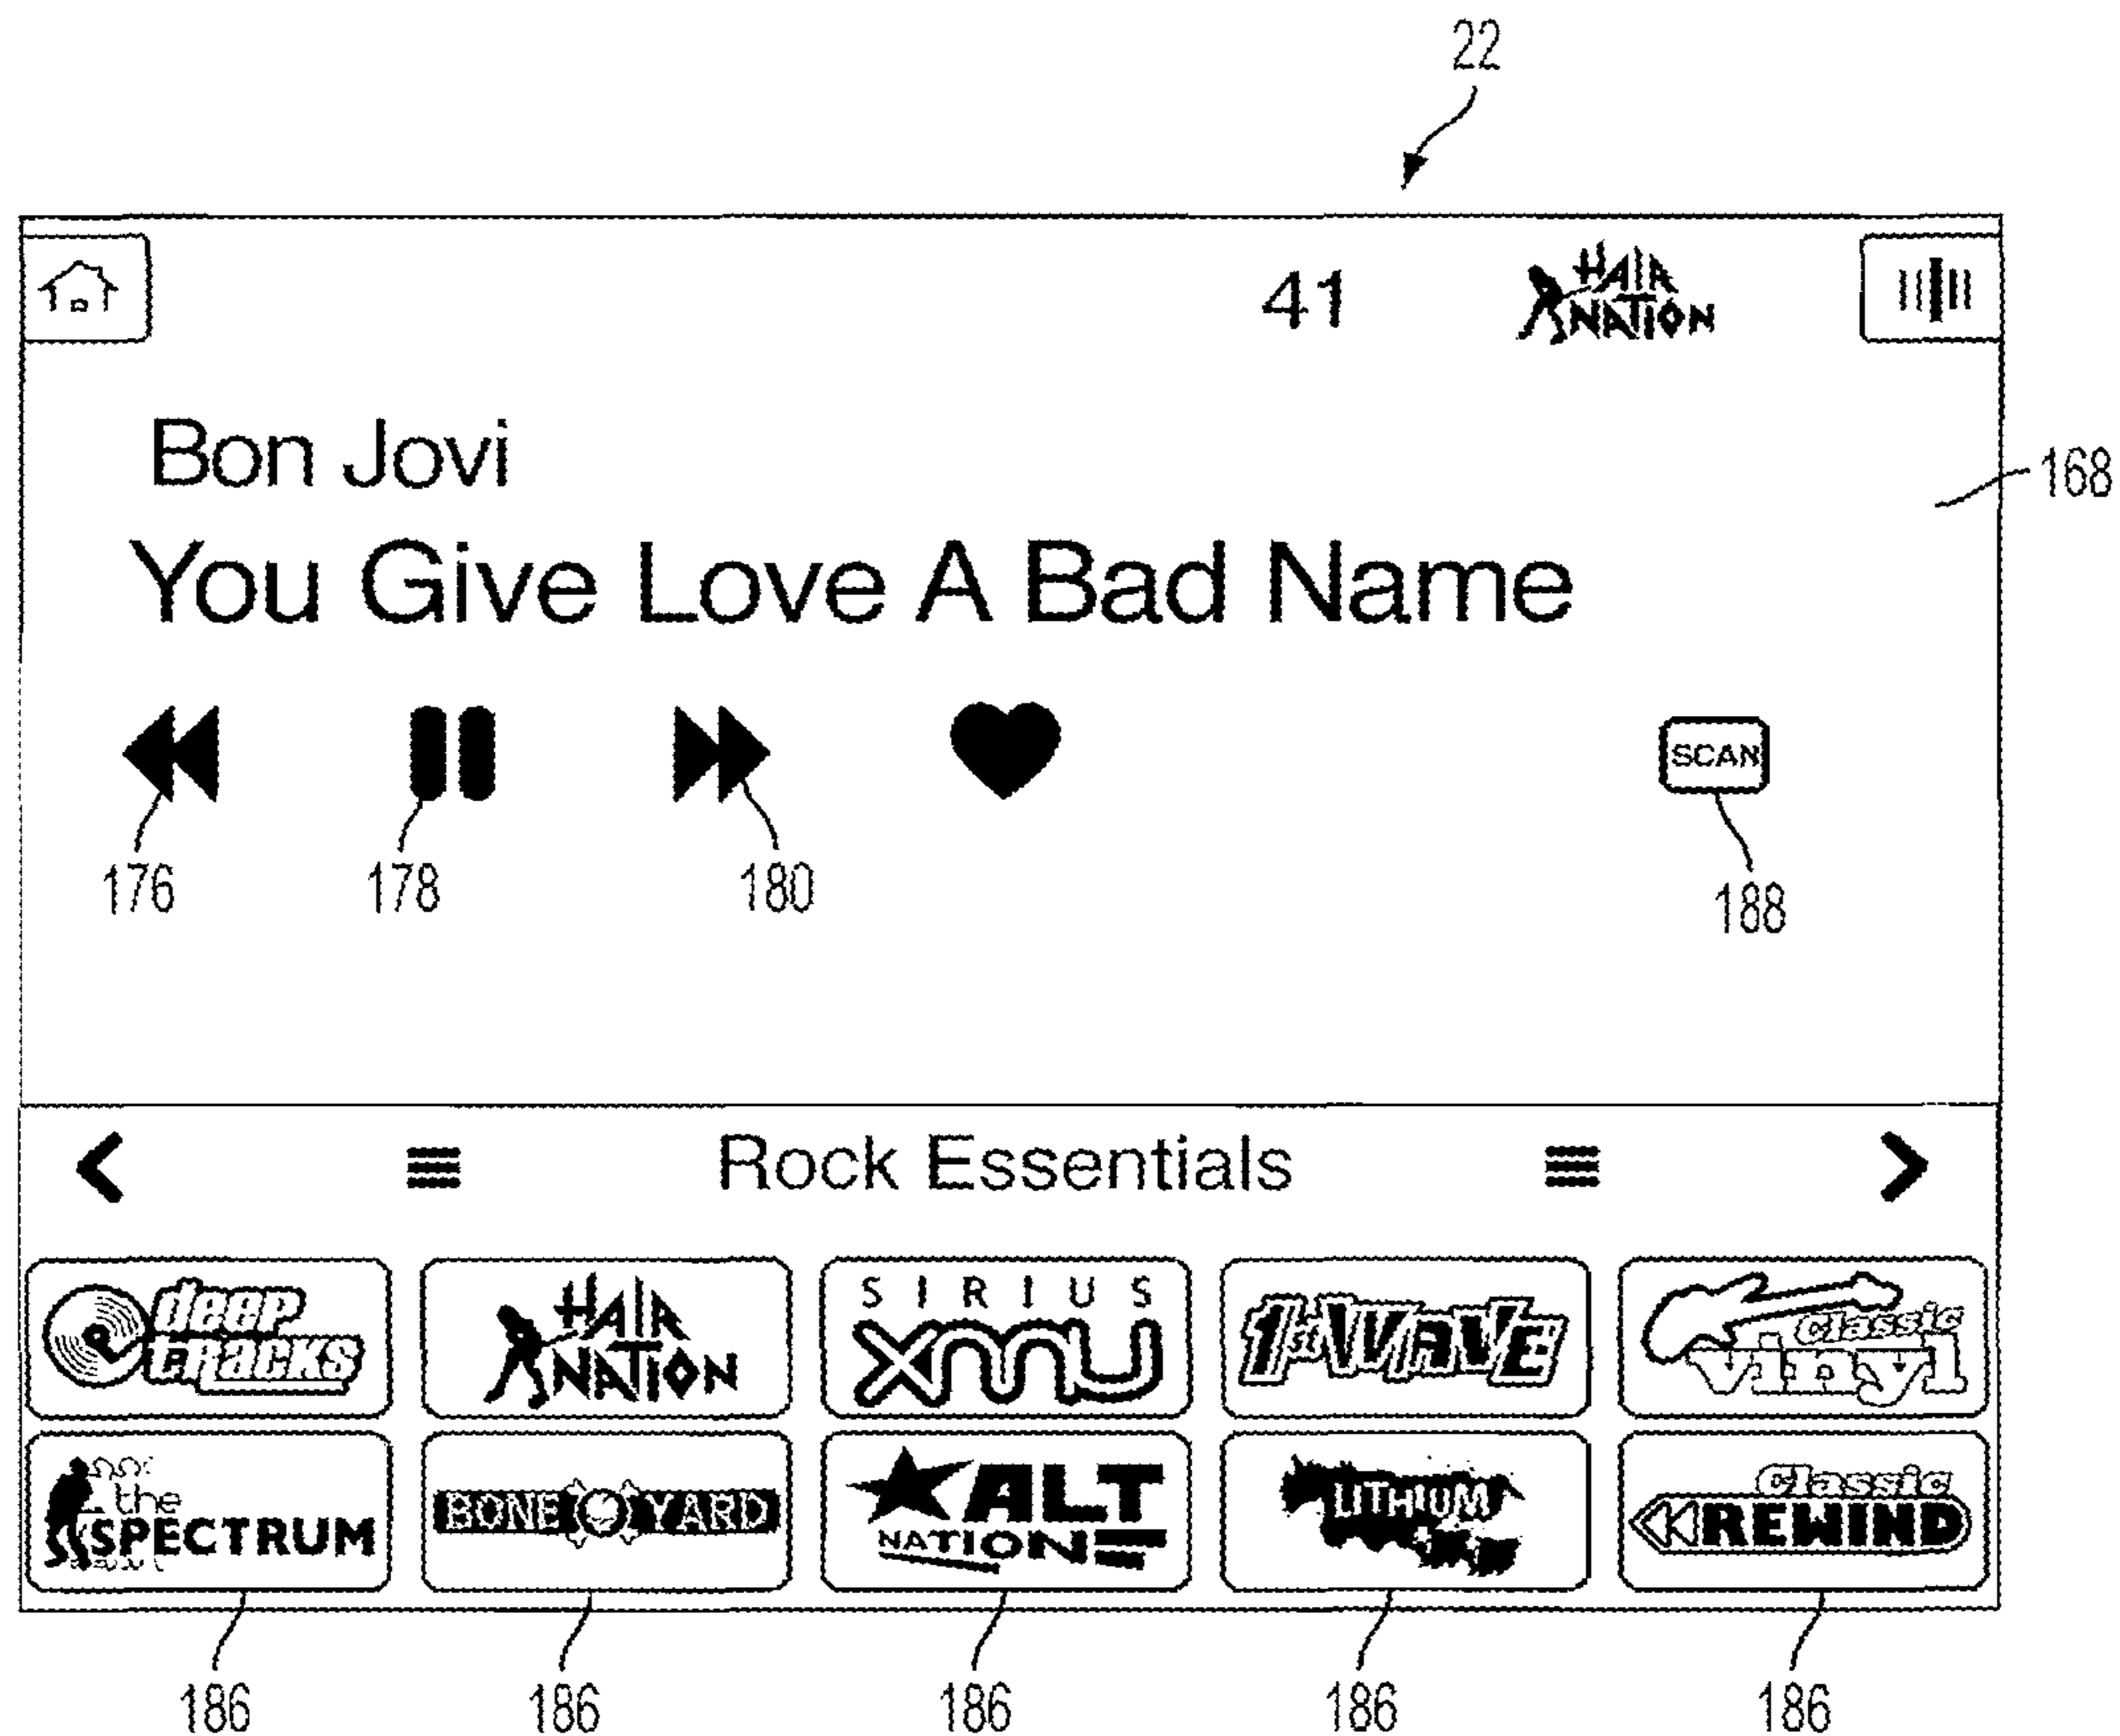 22
41 HAIR NATION
168
Bon Jovi
You Give Love A Bad Name
SCAN
176 178 180 188
Rock Essentials
deep tracks
HAIR NATION
SIRIUS xmu
1st WAVE
Classic vinyl
the SPECTRUM
BONE YARD
ALT NATION
LITHIUM
Classic REWIND
186 186 186 186 186